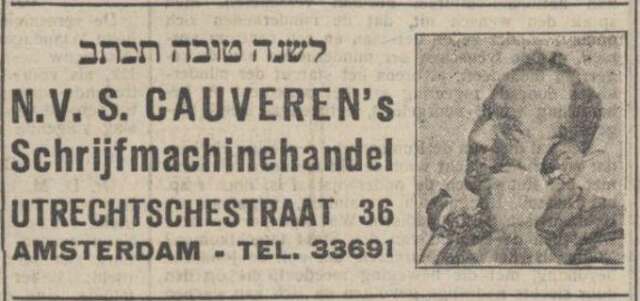 לשנה טובה תכתב
N.V. S. CAUVEREN's
Schrijfmachinehandel
UTRECHTSCHESTRAAT 36
AMSTERDAM - TEL. 33691